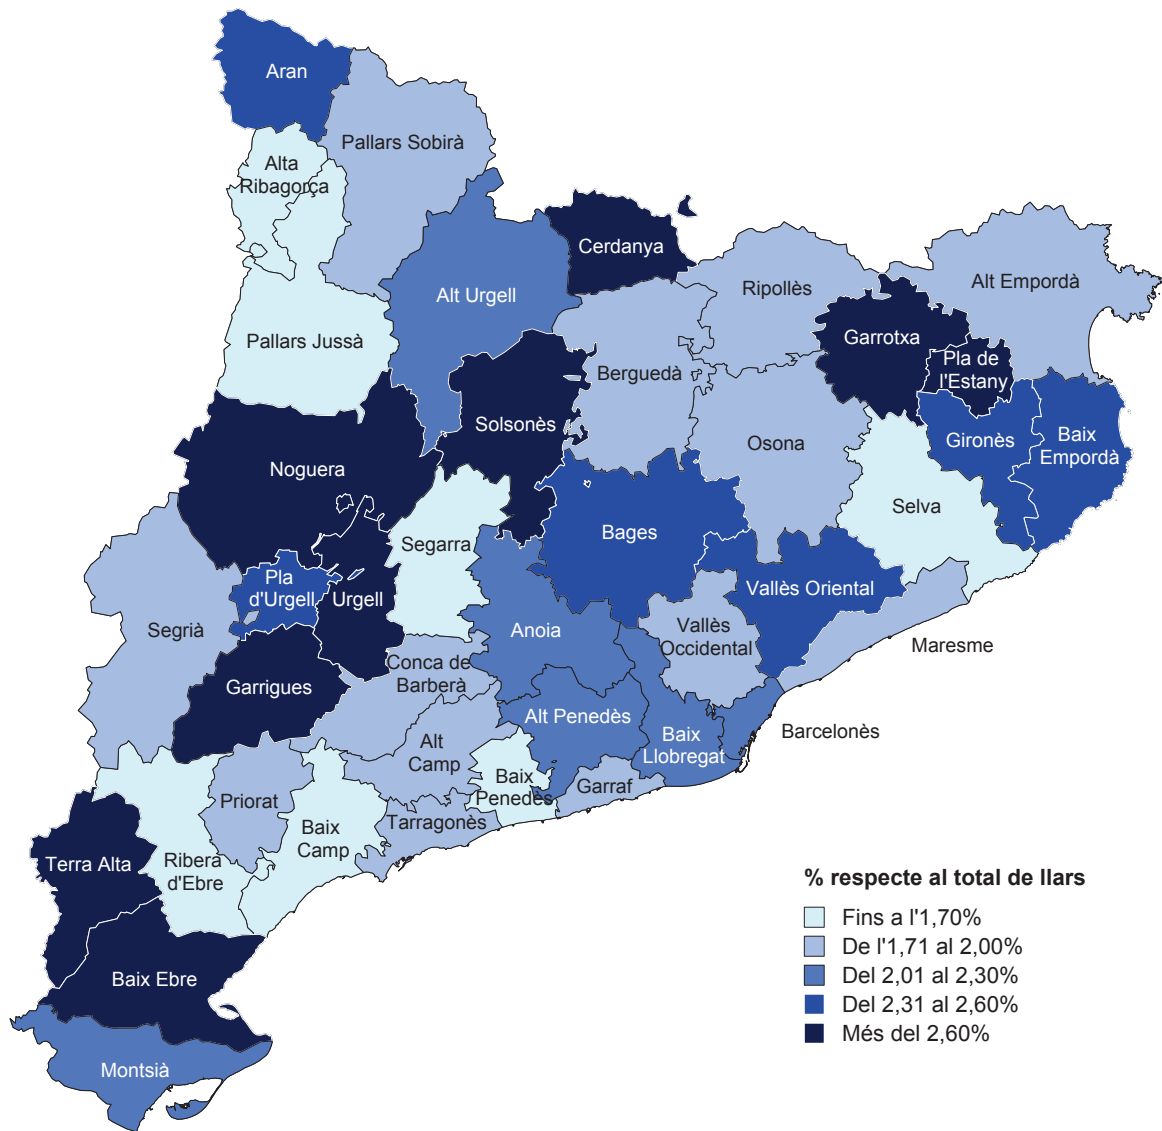 Aran
Pallars Sobirà
Alta
Ribagorça
Cerdanya
Alt Urgell
Ripollès
Alt Empordà
Pallars Jussà
Garrotxa
Pla de
l'Estany
Berguedà
Solsonès
Osona
Gironès
Baix
Empordà
Noguera
Selva
Bages
Segarra
Pla
d'Urgell
Urgell
Vallès Oriental
Segrià
Anoia
Vallès
Occidental
Maresme
Conca de
Barberà
Garrigues
Alt Penedès
Barcelonès
Baix
Llobregat
Alt
Camp
Baix
Penedès
Garraf
Priorat
Tarragonès
Baix
Camp
Terra Alta
Ribera
d'Ebre
Baix Ebre
Montsià
% respecte al total de llars
Fins a l'1,70%
De l'1,71 al 2,00%
Del 2,01 al 2,30%
Del 2,31 al 2,60%
Més del 2,60%